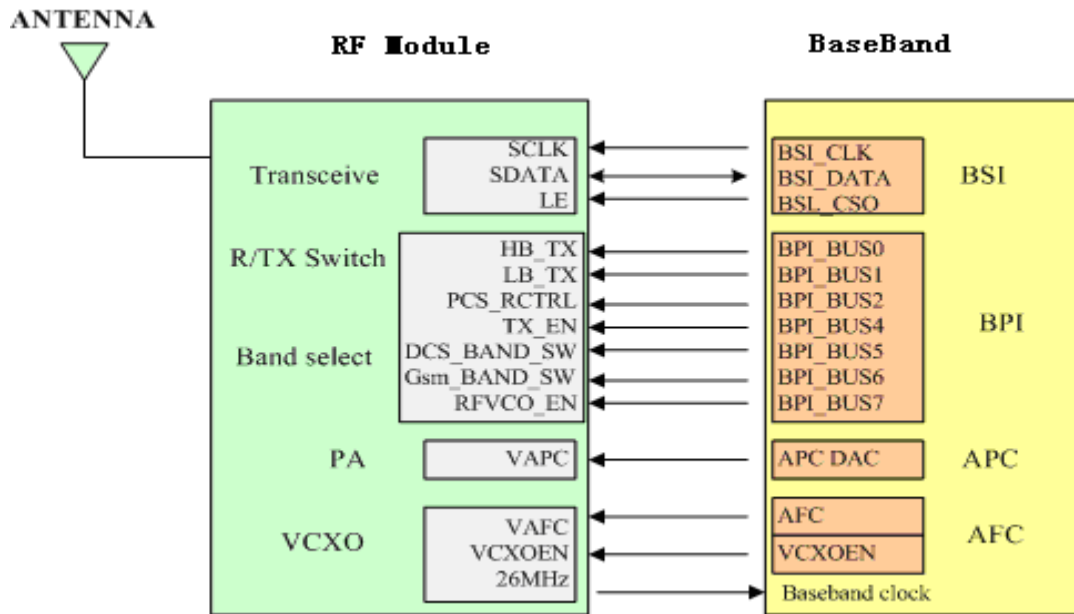 ANTENNA
RF Module
BaseBand
Transceive
SCLK
SDATA
LE
BSI_CLK
BSI_DATA
BSL_CSO
BSI
R/TX Switch
Band select
HB_TX
LB_TX
PCS_RCTRL
TX_EN
DCS_BAND_SW
Gsm_BAND_SW
RFVCO_EN
BPI_BUS0
BPI_BUS1
BPI_BUS2
BPI_BUS4
BPI_BUS5
BPI_BUS6
BPI_BUS7
BPI
PA
VAPC
APC DAC
APC
VCXO
VAFC
VCXOEN
26MHz
AFC
VCXOEN
AFC
Baseband clock